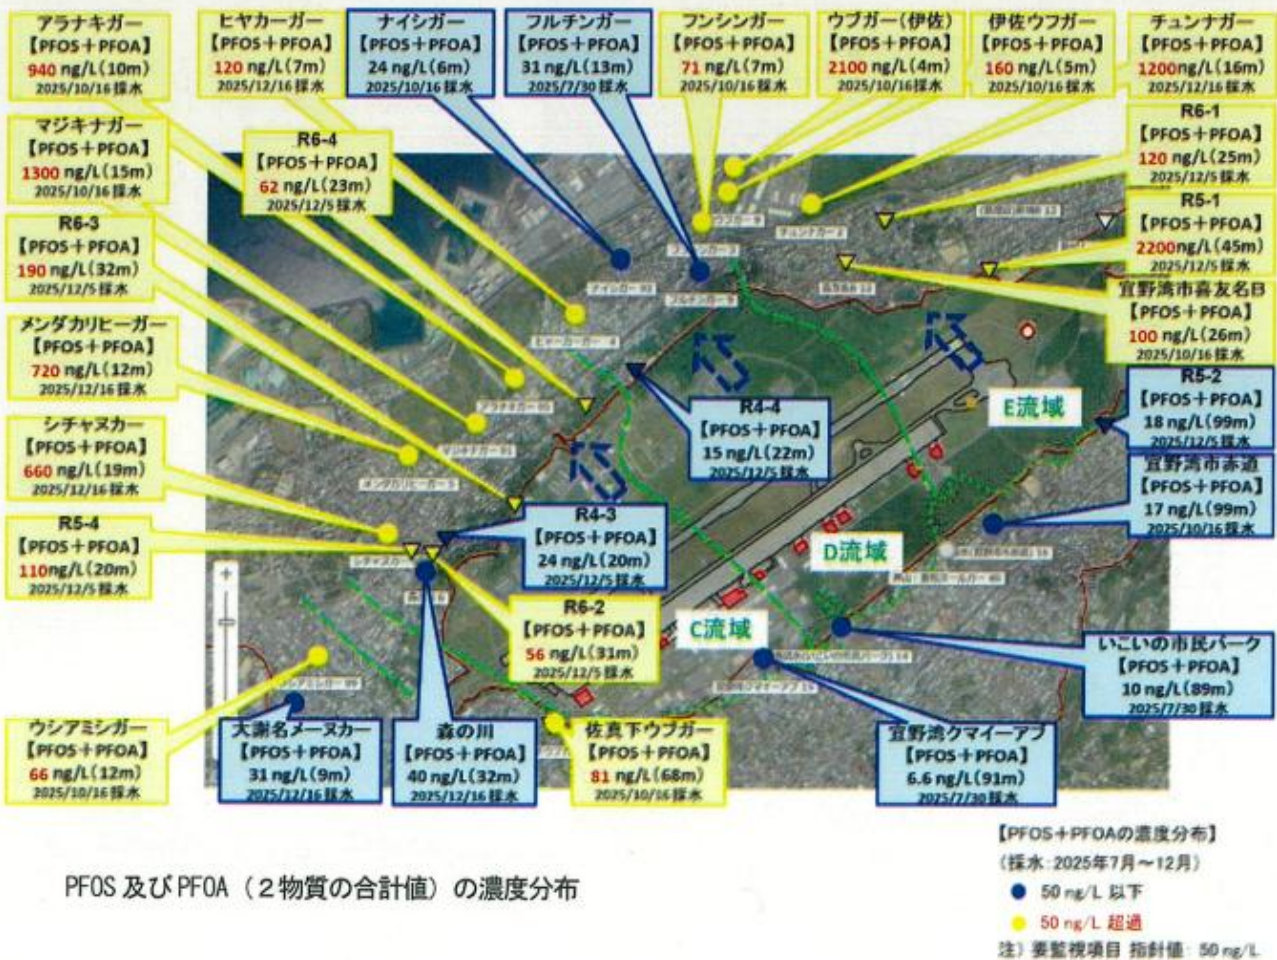 アラナキガー
【PFOS＋PFOA】
940 ng/L(10m)
2025/10/16 採水
ヒヤカーガー
【PFOS＋PFOA】
120 ng/L(7m)
2025/12/16 採水
ナイシガー
【PFOS＋PFOA】
24 ng/L(6m)
2025/10/16 採水
フルチンガー
【PFOS＋PFOA】
31 ng/L(13m)
2025/7/30 採水
フンシンガー
【PFOS＋PFOA】
71 ng/L(7m)
2025/10/16 採水
ウブガー(伊佐)
【PFOS＋PFOA】
2100 ng/L(4m)
2025/10/16採水
伊佐ウフガー
【PFOS＋PFOA】
160 ng/L(5m)
2025/10/16 採水
チュンナガー
【PFOS＋PFOA】
1200ng/L(16m)
2025/12/16 採水
マジキナガー
【PFOS＋PFOA】
1300 ng/L(15m)
2025/10/16 採水
R6-4
【PFOS＋PFOA】
62 ng/L(23m)
2025/12/5 採水
R6-1
【PFOS＋PFOA】
120 ng/L(25m)
2025/12/5 採水
R6-3
【PFOS＋PFOA】
190 ng/L(32m)
2025/12/5 採水
R5-1
【PFOS＋PFOA】
2200ng/L(45m)
2025/12/5 採水
宜野湾市喜友名B
【PFOS＋PFOA】
100 ng/L(26m)
2025/10/16 採水
メンダカリヒーガー
【PFOS＋PFOA】
720 ng/L(12m)
2025/12/16 採水
R5-2
【PFOS＋PFOA】
18 ng/L(99m)
2025/12/5 採水
R4-4
【PFOS＋PFOA】
15 ng/L(22m)
2025/12/5 採水
E流域
シチャヌカー
【PFOS＋PFOA】
660 ng/L(19m)
2025/12/16 採水
宜野湾市赤道
【PFOS＋PFOA】
17 ng/L(99m)
2025/10/16 採水
R5-4
【PFOS＋PFOA】
110ng/L(20m)
2025/12/5 採水
R4-3
【PFOS＋PFOA】
24 ng/L(20m)
2025/12/5 採水
D流域
R6-2
【PFOS＋PFOA】
56 ng/L(31m)
2025/12/5 採水
C流域
いこいの市民パーク
【PFOS＋PFOA】
10 ng/L(89m)
2025/7/30 採水
ウシアミシガー
【PFOS＋PFOA】
66 ng/L(12m)
2025/10/16 採水
大謝名メーヌカー
【PFOS＋PFOA】
31 ng/L(9m)
2025/12/16 採水
森の川
【PFOS＋PFOA】
40 ng/L(32m)
2025/12/16 採水
佐真下ウブガー
【PFOS＋PFOA】
81 ng/L(68m)
2025/10/16 採水
宜野湾クマイーアブ
【PFOS＋PFOA】
6.6 ng/L(91m)
2025/7/30 採水
【PFOS＋PFOAの濃度分布】
(採水:2025年7月～12月)
50 ng/L 以下
50 ng/L 超過
注) 要監視項目 指針値: 50 ng/L
PFOS 及び PFOA（２物質の合計値）の濃度分布